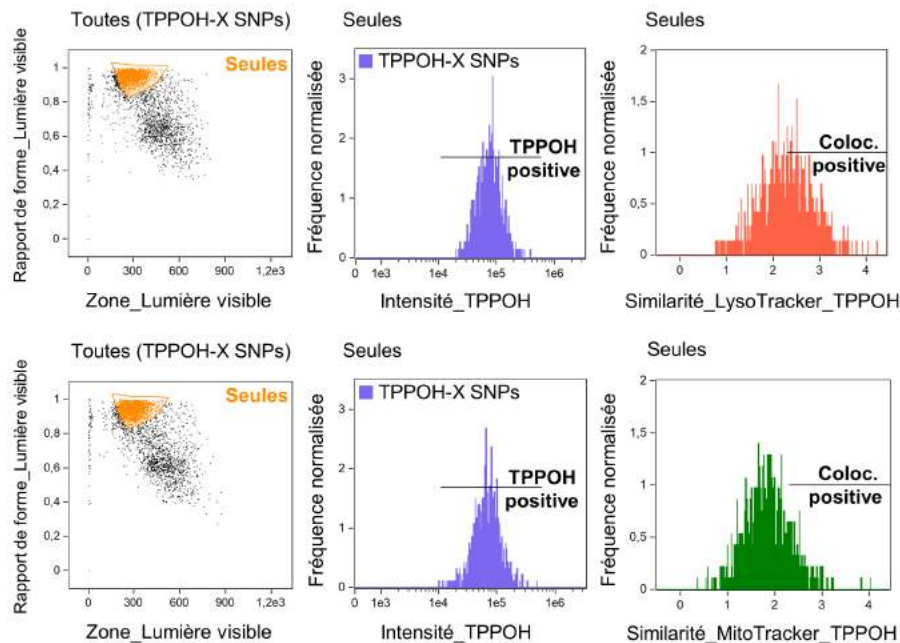 Toutes (TPPOH-X SNPs)
Seules
Seules
Rapport de forme_Lumière visible
1,2
1
0,8
0,6
0,4
0,2
0
Seules
0
300
600
900
1,2e3
Zone_Lumière visible
Fréquence normalisée
3
2
1
0
TPPOH-X SNPs
TPPOH
positive
0
1e3
1e4
1e5
1e6
Intensité_TPPOH
Fréquence normalisée
2
1,5
1
0,5
0
Coloc.
positive
0
1
2
3
4
Similarité_LysoTracker_TPPOH
Toutes (TPPOH-X SNPs)
Seules
Seules
Rapport de forme_Lumière visible
1,2
1
0,8
0,6
0,4
0,2
0
Seules
0
300
600
900
1,2e3
Zone_Lumière visible
Fréquence normalisée
3
2
1
0
TPPOH-X SNPs
TPPOH
positive
0
1e3
1e4
1e5
1e6
Intensité_TPPOH
Fréquence normalisée
2
1,5
1
0,5
0
Coloc.
positive
0
1
2
3
4
Similarité_MitoTracker_TPPOH